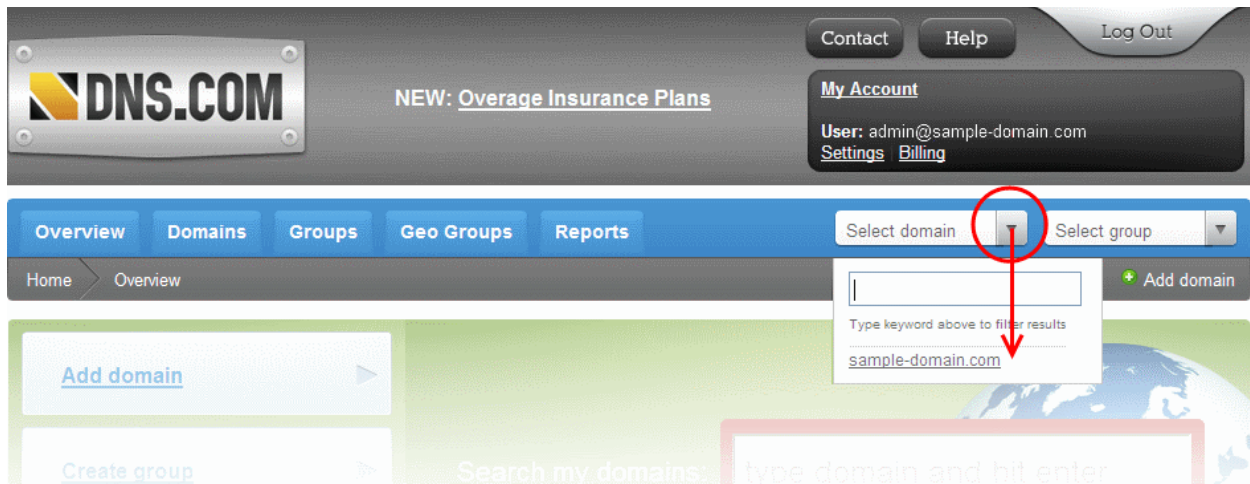 Contact Help Log Out
DNS.COM
NEW: Overage Insurance Plans
My Account
User: admin@sample-domain.com
Settings Billing
Overview Domains Groups Geo Groups Reports Select domain Select group
Home Overview Add domain
Type keyword above to filter results
sample-domain.com
Add domain
Create group
Search my domains: type domain and hit enter